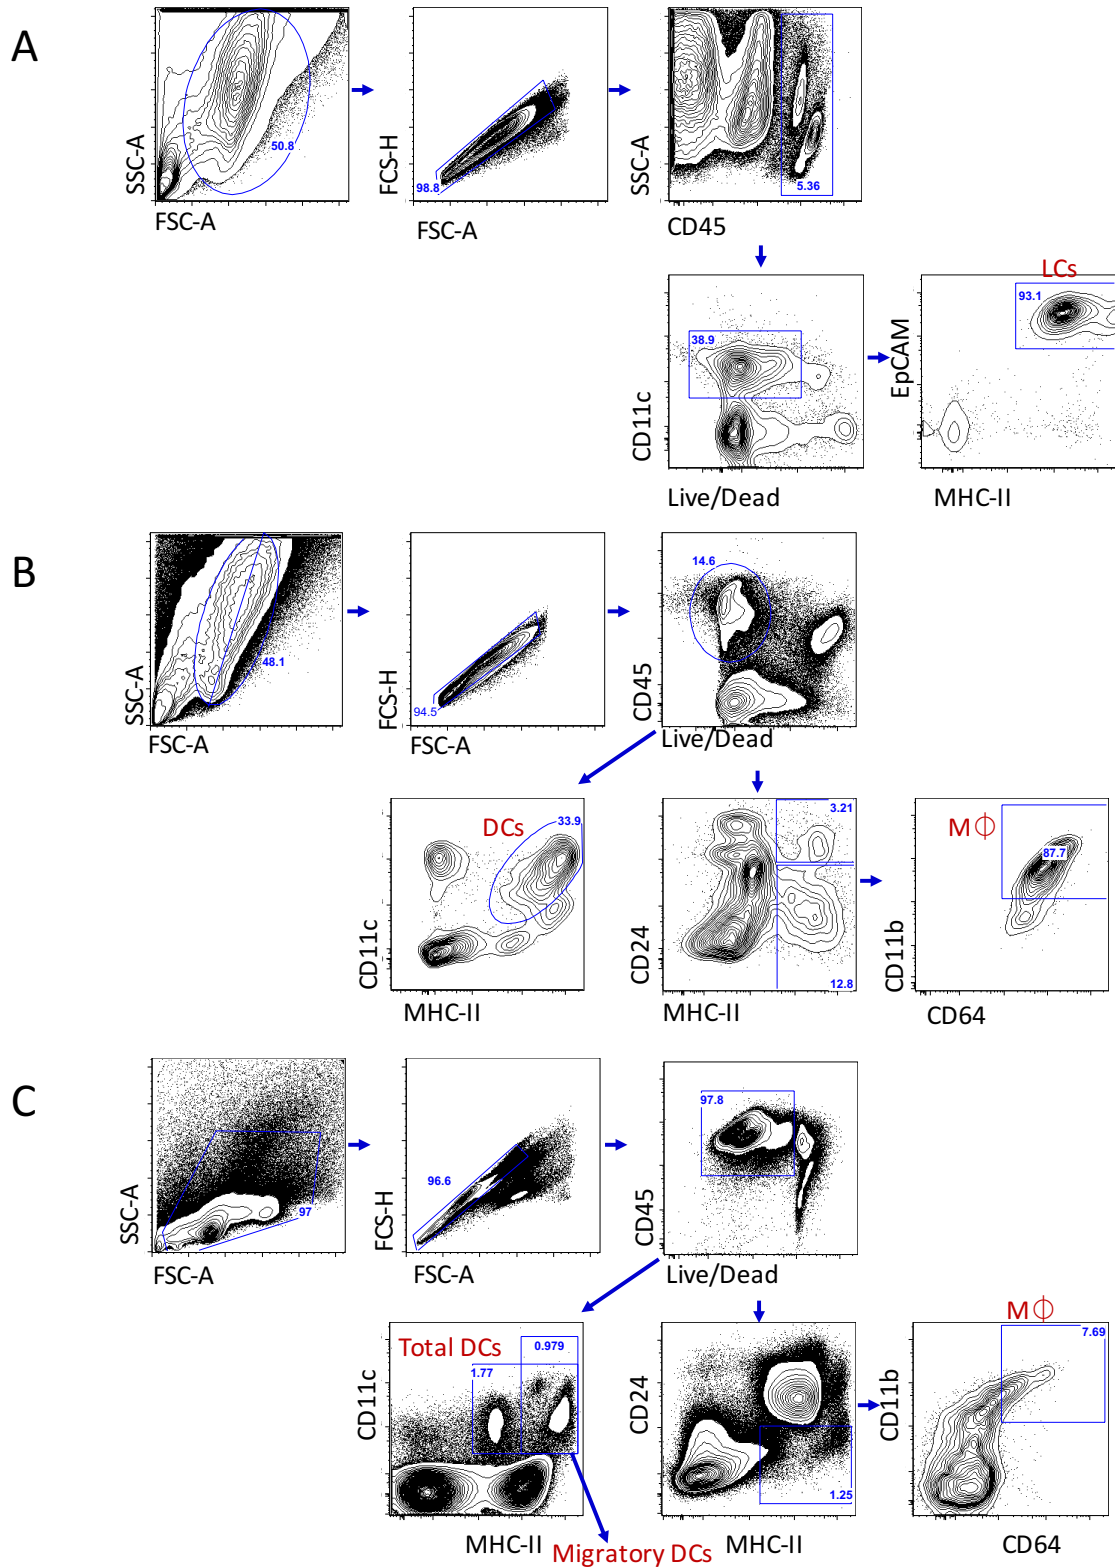 A
SSC-A
50.8
FSC-A
FCS-H
98.8
FSC-A
SSC-A
5.36
CD45
CD11c
38.9
Live/Dead
LCs
EpCAM
93.1
MHC-II
B
SSC-A
48.1
FSC-A
FCS-H
94.5
FSC-A
CD45
14.6
Live/Dead
DCs
CD11c
33.9
MHC-II
CD24
3.21
12.8
MHC-II
MΦ
CD11b
87.7
CD64
C
SSC-A
97
FSC-A
FCS-H
96.6
FSC-A
CD45
97.8
Live/Dead
Total DCs
CD11c
1.77
0.979
MHC-II
Migratory DCs
CD24
1.25
MHC-II
MΦ
CD11b
7.69
CD64